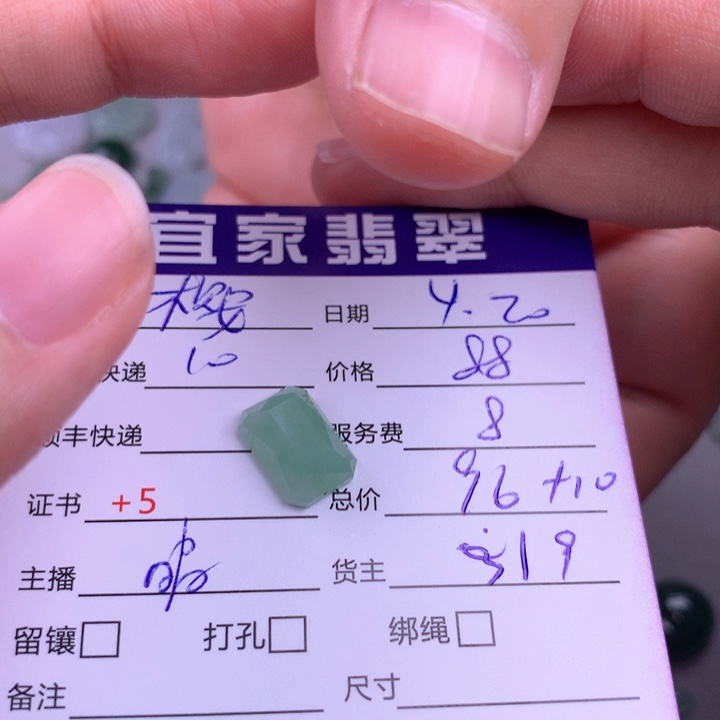 宜家翡翠
日期 4.20
快递 10 价格 88
顺丰快递 服务费 8
证书 +5 总价 96 +10
主播 货主 919
留镶 打孔 绑绳
备注 尺寸